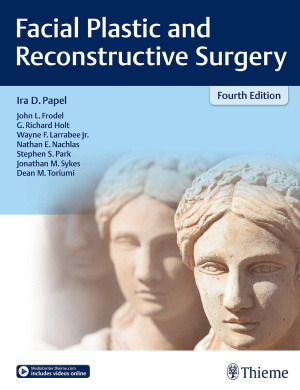 Facial Plastic and
Reconstructive Surgery
Ira D. Papel
Fourth Edition
John L. Frodel
G. Richard Holt
Wayne F. Larrabee Jr.
Nathan E. Nachlas
Stephen S. Park
Jonathan M. Sykes
Dean M. Toriumi
Mediacenter.thieme.com
includes videos online
Thieme